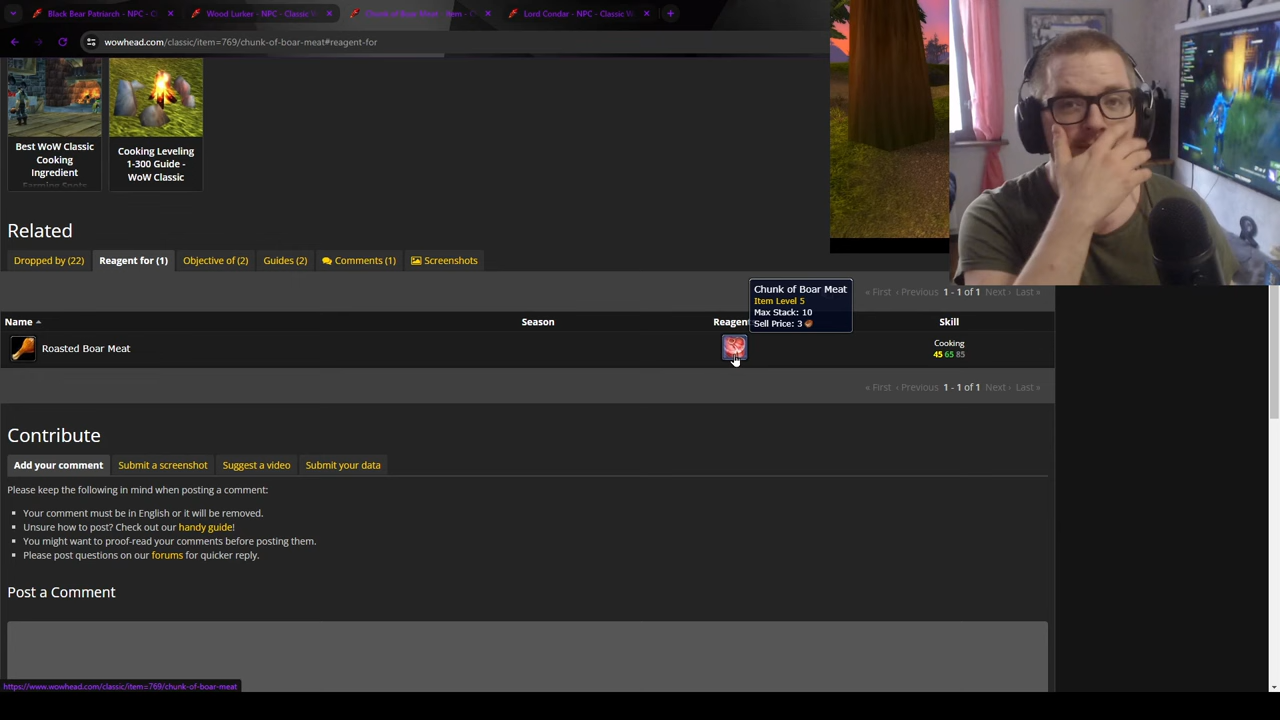 Black Bear Patriarch - NPC - C
Wood Lurker - NPC - Classic W
Chunk of Boar Meat - Item - C
Lord Condar - NPC - Classic W
wowhead.com/classic/item=769/chunk-of-boar-meat#reagent-for
Best WoW Classic
Cooking
Ingredient
Farming Spots
Cooking Leveling
1-300 Guide -
WoW Classic
Related
Dropped by (22)
Reagent for (1)
Objective of (2)
Guides (2)
Comments (1)
Screenshots
Chunk of Boar Meat
Item Level 5
Max Stack: 10
Sell Price: 3
« First ‹ Previous 1 - 1 of 1 Next › Last »
Name Season Reagen Skill
Roasted Boar Meat
Cooking
45 65 85
« First ‹ Previous 1 - 1 of 1 Next › Last »
Contribute
Add your comment
Submit a screenshot
Suggest a video
Submit your data
Please keep the following in mind when posting a comment:
Your comment must be in English or it will be removed.
Unsure how to post? Check out our handy guide!
You might want to proof-read your comments before posting them.
Please post questions on our forums for quicker reply.
Post a Comment
https://www.wowhead.com/classic/item=769/chunk-of-boar-meat